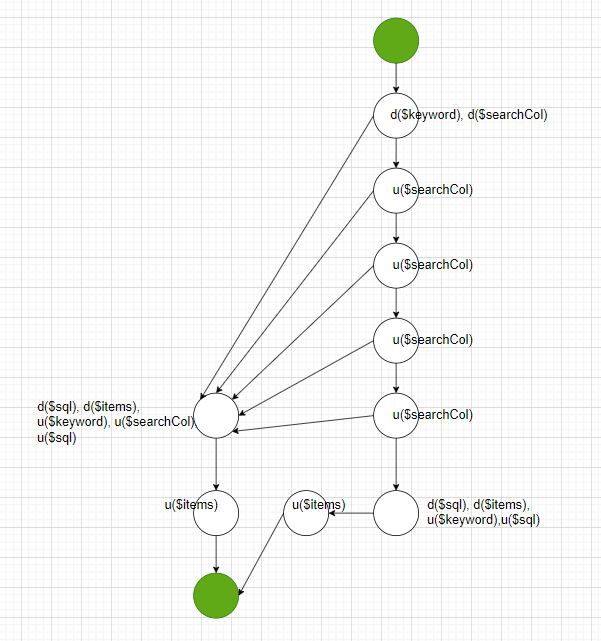 d($keyword), d($searchCol)
u($searchCol)
u($searchCol)
u($searchCol)
d($sql), d($items),
u($keyword), u($searchCol)
u($sql)
u($searchCol)
u($items)
u($items)
d($sql), d($items),
u($keyword),u($sql)